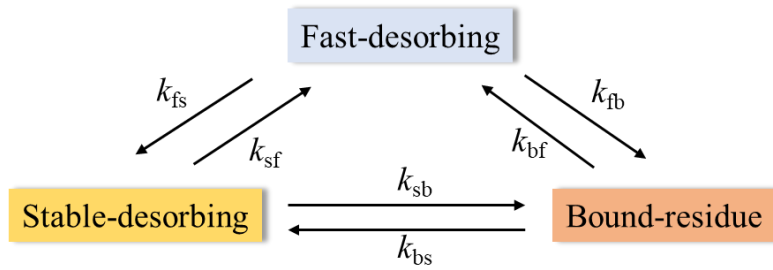 Fast-desorbing
kfs
kfb
ksf
kbf
ksb
Stable-desorbing
Bound-residue
kbs